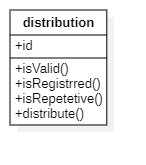 distribution
+id
+isValid()
+isRegistrred()
+isRepetetive()
+distribute()